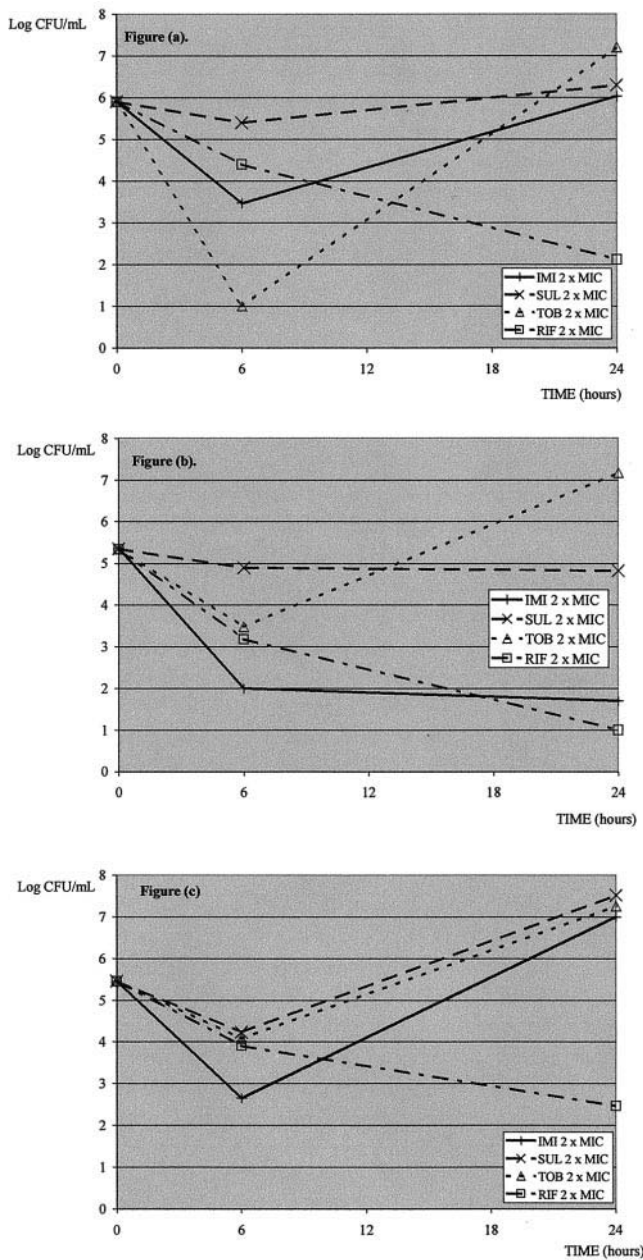 Log CFU/mL
Figure (a).
8
7
6
5
4
3
2
1
0
IMI 2 x MIC
SUL 2 x MIC
TOB 2 x MIC
RIF 2 x MIC
0 6 12 18 24
TIME (hours)
Log CFU/mL
Figure (b).
8
7
6
5
4
3
2
1
0
IMI 2 x MIC
SUL 2 x MIC
TOB 2 x MIC
RIF 2 x MIC
0 6 12 18 24
TIME (hours)
Log CFU/mL
Figure (c)
8
7
6
5
4
3
2
1
0
IMI 2 x MIC
SUL 2 x MIC
TOB 2 x MIC
RIF 2 x MIC
0 6 12 18 24
TIME (hours)